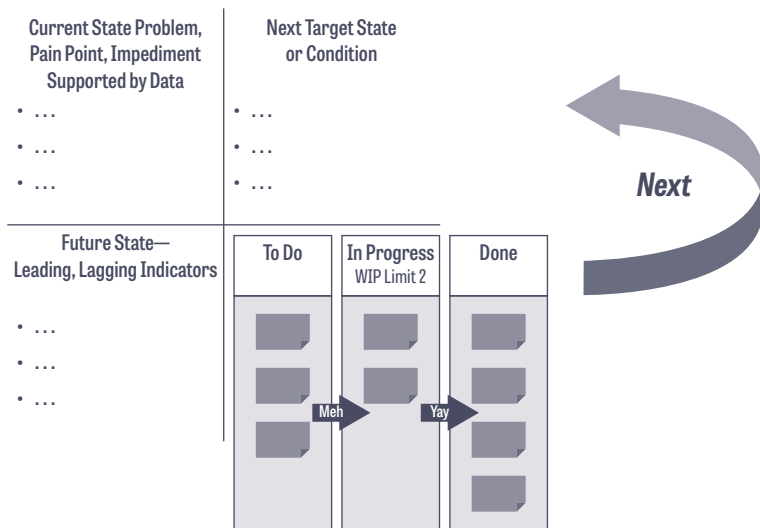 Current State Problem,
Pain Point, Impediment
Supported by Data
• ...
• ...
• ...
Next Target State
or Condition
• ...
• ...
• ...
Next
Future State—
Leading, Lagging Indicators
• ...
• ...
• ...
To Do
In Progress
WIP Limit 2
Done
Meh
Yay